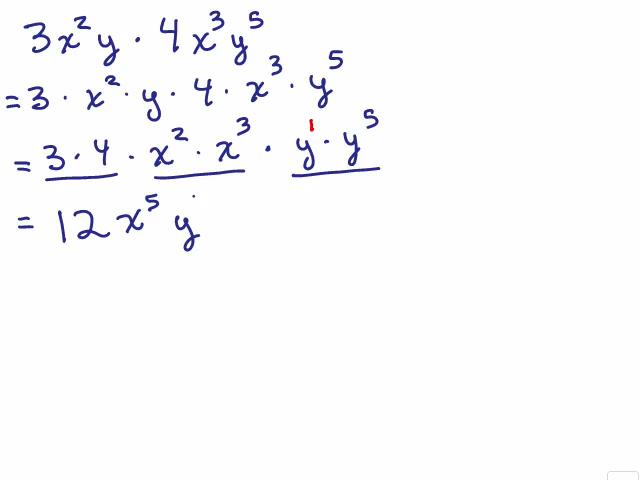 3x²y · 4x³y⁵
= 3 · x² · y · 4 · x³ · y⁵
= 3 · 4 · x² · x³ · y¹ · y⁵
= 12x⁵y